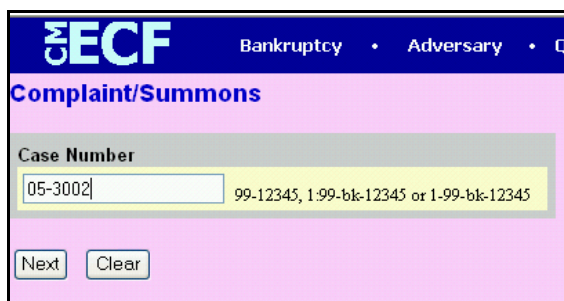 CM ECF Bankruptcy • Adversary •
Complaint/Summons
Case Number
05-3002 99-12345, 1:99-bk-12345 or 1-99-bk-12345
Next Clear